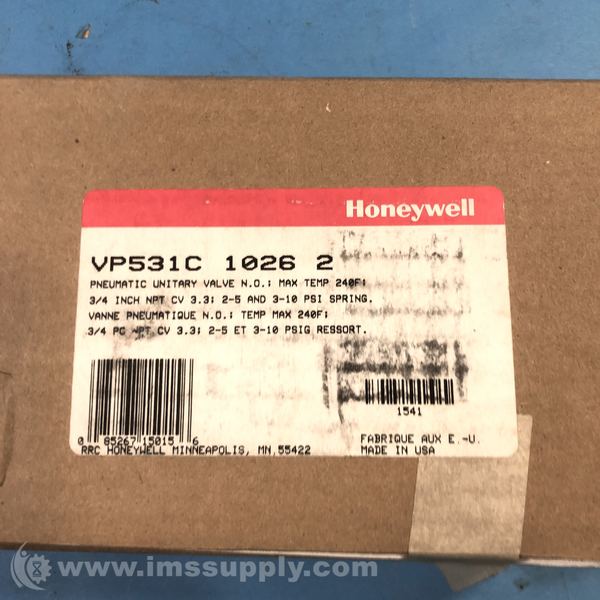 Honeywell
VP531C 1026 2
PNEUMATIC UNITARY VALVE N.O.; MAX TEMP 240F;
3/4 INCH NPT CV 3.3; 2-5 AND 3-10 PSI SPRING.
VANNE PNEUMATIQUE N.O.; TEMP MAX 240F;
3/4 PC NPT CV 3.3; 2-5 ET 3-10 PSIG RESSORT.
1541
0 85267 15015 6
FABRIQUE AUX E.-U.
RRC HONEYWELL MINNEAPOLIS, MN 55422
MADE IN USA
www.imssupply.com